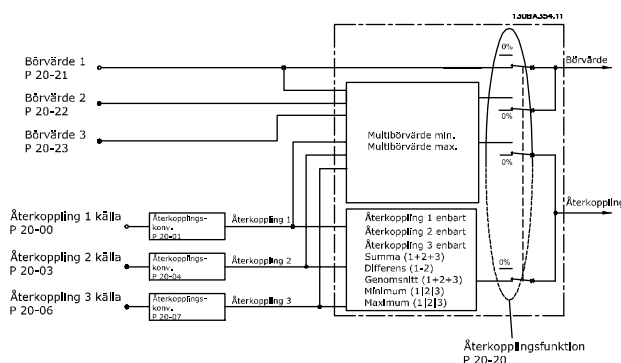 130BA354.11
0%
Börvärde 1
P 20-21
Börvärde
Börvärde 2
P 20-22
0%
Börvärde 3
P 20-23
Multibörvärde min.
Multibörvärde max.
0%
Återkoppling 1 källa
P 20-00
Återkopplings-
konv.
P 20-01
Återkoppling 1
Återkoppling
Återkoppling 2 källa
P 20-03
Återkopplings-
konv.
P 20-04
Återkoppling 2
Återkoppling 3 källa
P 20-06
Återkopplings-
konv.
P 20-07
Återkoppling 3
Återkoppling 1 enbart
Återkoppling 2 enbart
Återkoppling 3 enbart
Summa (1+2+3)
Differens (1-2)
Genomsnitt (1+2+3)
Minimum (1|2|3)
Maximum (1|2|3)
0%
Återkopplingsfunktion
P 20-20